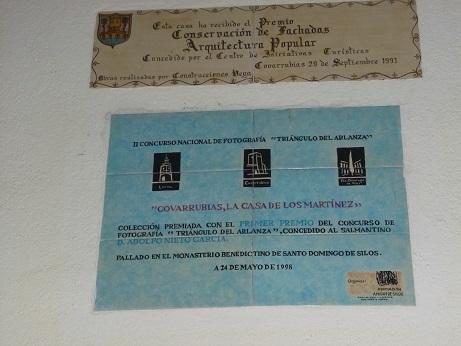 Esta casa ha recibido el Premio
Conservación de Fachadas
Arquitectura Popular
Concedido por el Centro de Iniciativas Turísticas
Covarrubias 29 de Septiembre 1991
Obras realizadas por Construcciones Vega
II CONCURSO NACIONAL DE FOTOGRAFÍA "TRIÁNGULO DEL ARLANZA"
Lerma
Covarrubias
"COVARRUBIAS, LA CASA DE LOS MARTÍNEZ"
COLECCIÓN PREMIADA CON EL PRIMER PREMIO DEL CONCURSO DE
FOTOGRAFÍA "TRIÁNGULO DEL ARLANZA", CONCEDIDO AL SALMANTINO
D. ADOLFO NIETO GARCÍA.
FALLADO EN EL MONASTERIO BENEDICTINO DE SANTO DOMINGO DE SILOS.
A 24 DE MAYO DE 1998
Organiza:
ASOCIACIÓN